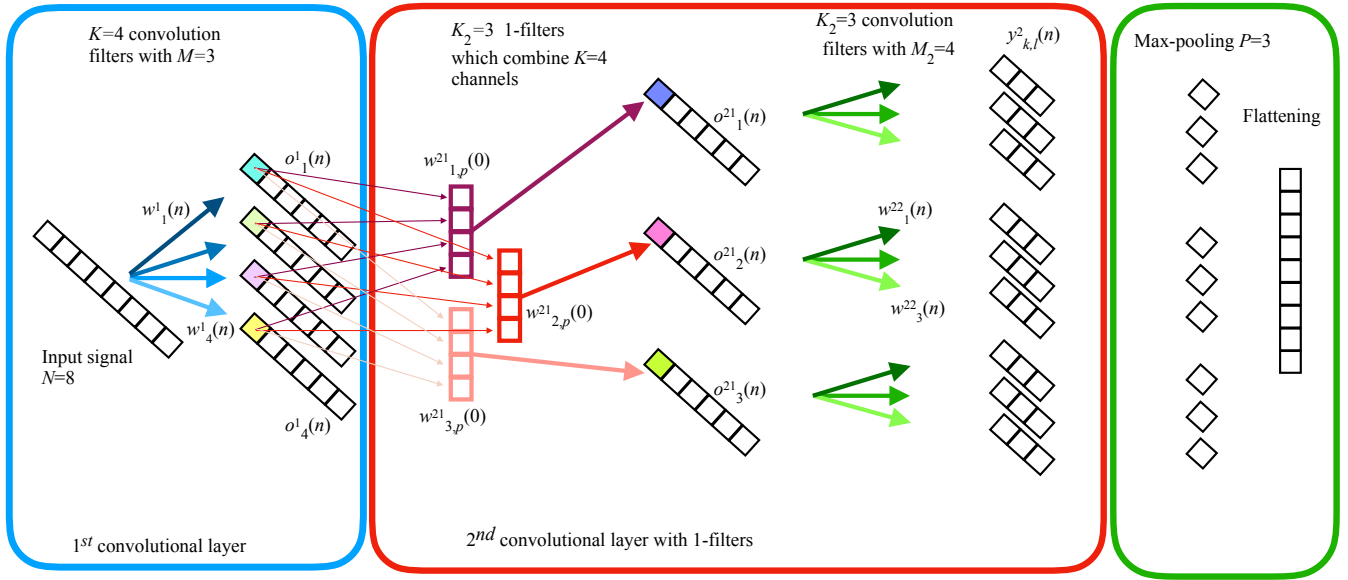 K=4 convolution
filters with M=3
w¹₁(n)
w¹₄(n)
Input signal
N=8
o¹₁(n)
o¹₄(n)
1st convolutional layer
K₂=3 1-filters
which combine K=4
channels
w²¹₁,ₚ(0)
w²¹₂,ₚ(0)
w²¹₃,ₚ(0)
o²¹₁(n)
o²¹₂(n)
o²¹₃(n)
K₂=3 convolution
filters with M₂=4
w²²₁(n)
w²²₃(n)
y²ₖ,ₗ(n)
2nd convolutional layer with 1-filters
Max-pooling P=3
Flattening